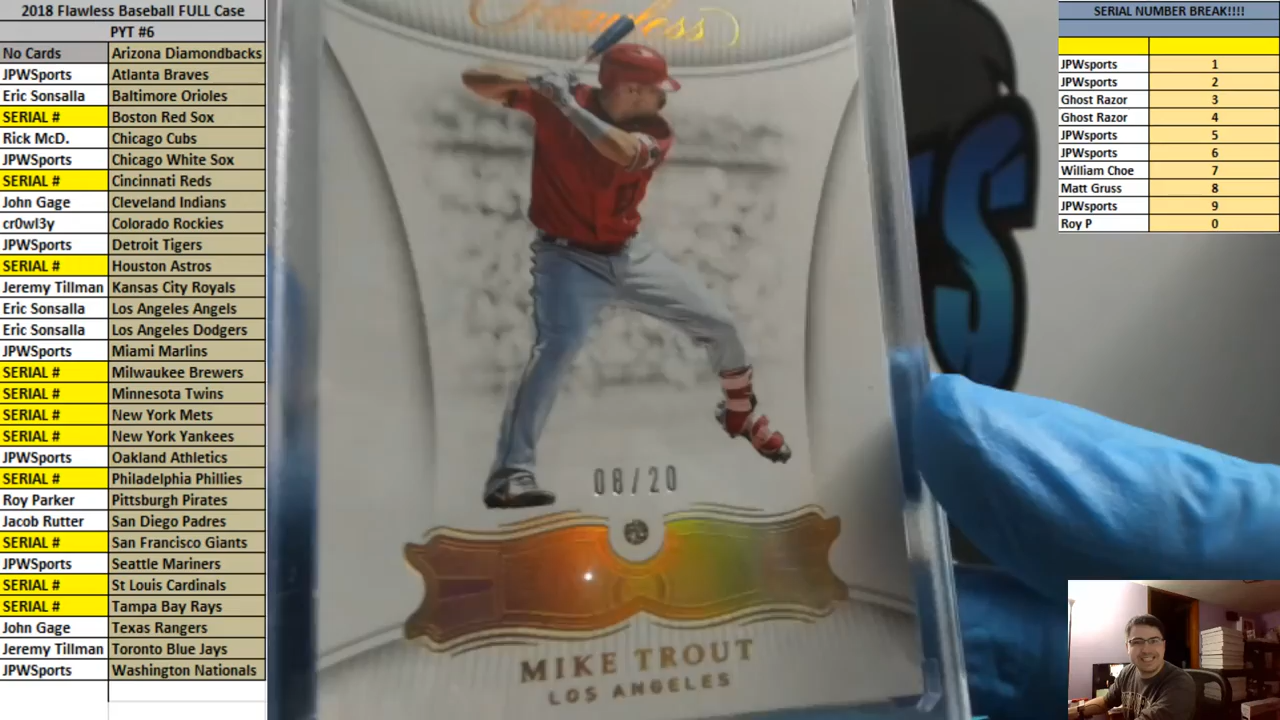 2018 Flawless Baseball FULL Case
PYT #6
No Cards Arizona Diamondbacks
JPWSports Atlanta Braves
Eric Sonsalla Baltimore Orioles
SERIAL # Boston Red Sox
Rick McD. Chicago Cubs
JPWSports Chicago White Sox
SERIAL # Cincinnati Reds
John Gage Cleveland Indians
cr0wl3y Colorado Rockies
JPWSports Detroit Tigers
SERIAL # Houston Astros
Jeremy Tillman Kansas City Royals
Eric Sonsalla Los Angeles Angels
Eric Sonsalla Los Angeles Dodgers
JPWSports Miami Marlins
SERIAL # Milwaukee Brewers
SERIAL # Minnesota Twins
SERIAL # New York Mets
SERIAL # New York Yankees
JPWSports Oakland Athletics
SERIAL # Philadelphia Phillies
Roy Parker Pittsburgh Pirates
Jacob Rutter San Diego Padres
SERIAL # San Francisco Giants
JPWSports Seattle Mariners
SERIAL # St Louis Cardinals
SERIAL # Tampa Bay Rays
John Gage Texas Rangers
Jeremy Tillman Toronto Blue Jays
JPWSports Washington Nationals
Flawless
08/20
MIKE TROUT
LOS ANGELES
SERIAL NUMBER BREAK!!!!
JPWsports 1
JPWsports 2
Ghost Razor 3
Ghost Razor 4
JPWsports 5
JPWsports 6
William Choe 7
Matt Gruss 8
JPWsports 9
Roy P 0